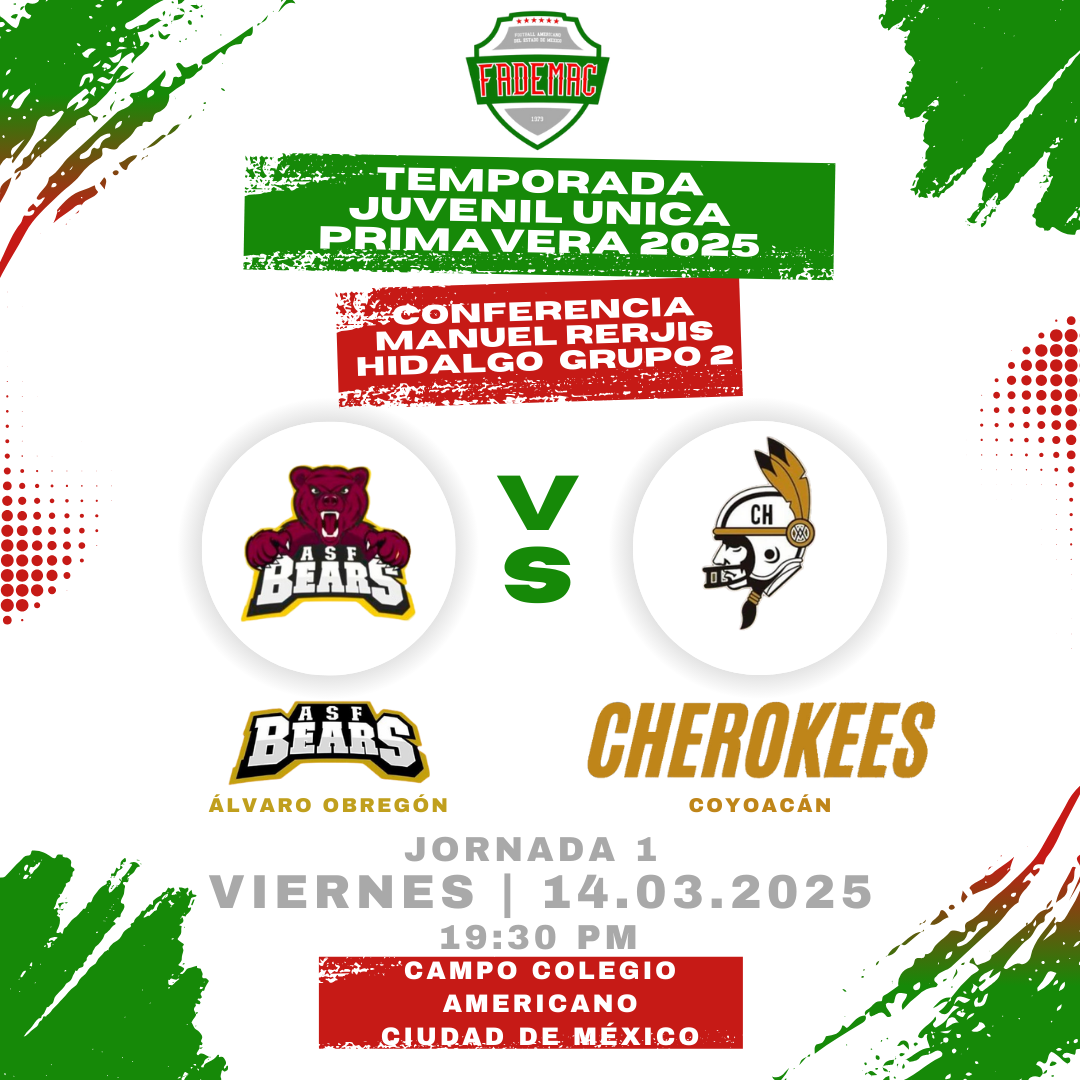 FOOTBALL AMERICANO
DEL ESTADO DE MEXICO
FADEMAC
1973
TEMPORADA
JUVENIL UNICA
PRIMAVERA 2025
CONFERENCIA
MANUEL RERJIS
HIDALGO GRUPO 2
ASF
BEARS
VS
CH
ASF
BEARS
ÁLVARO OBREGÓN
CHEROKEES
COYOACÁN
JORNADA 1
VIERNES | 14.03.2025
19:30 PM
CAMPO COLEGIO
AMERICANO
CIUDAD DE MÉXICO